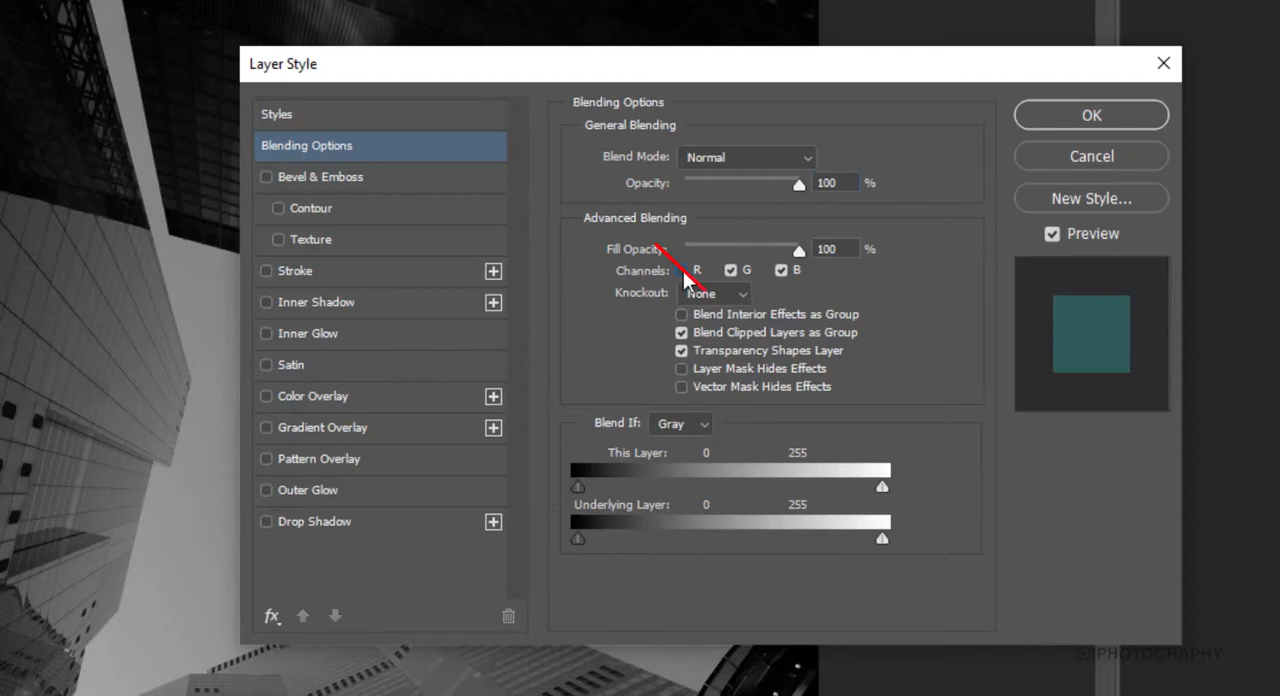 Layer Style
Styles
Blending Options
Bevel & Emboss
Contour
Texture
Stroke
Inner Shadow
Inner Glow
Satin
Color Overlay
Gradient Overlay
Pattern Overlay
Outer Glow
Drop Shadow
fx
Blending Options
General Blending
Blend Mode: Normal
Opacity: 100 %
Advanced Blending
Fill Opacity: 100 %
Channels: R G B
Knockout: None
Blend Interior Effects as Group
Blend Clipped Layers as Group
Transparency Shapes Layer
Layer Mask Hides Effects
Vector Mask Hides Effects
Blend If: Gray
This Layer: 0 255
Underlying Layer: 0 255
OK
Cancel
New Style...
Preview
PHOTOGRAPHY